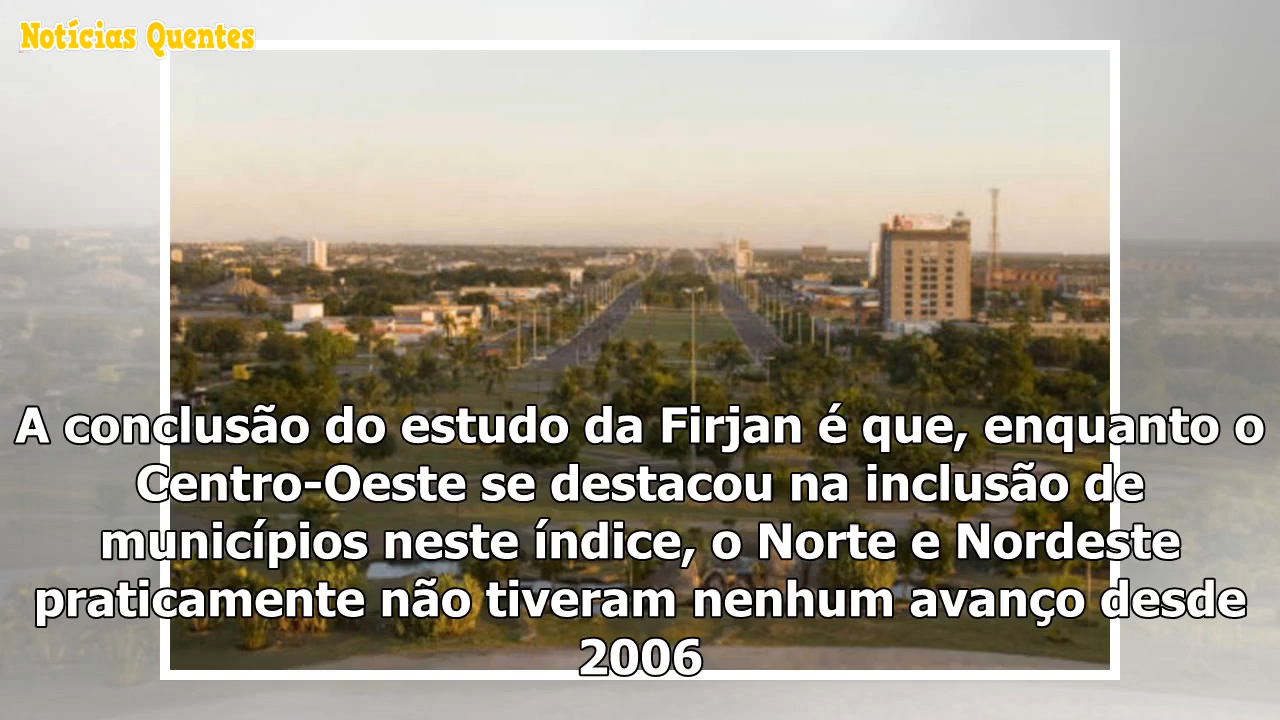 Notícias Quentes
A conclusão do estudo da Firjan é que, enquanto o
Centro-Oeste se destacou na inclusão de
municípios neste índice, o Norte e Nordeste
praticamente não tiveram nenhum avanço desde
2006